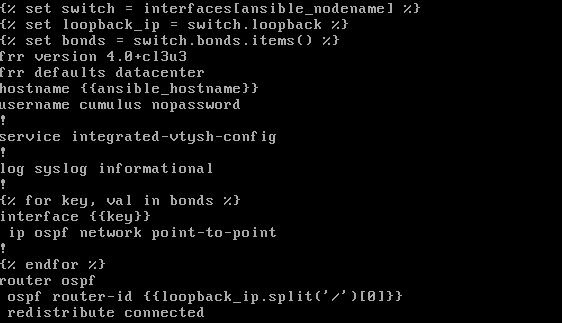 {% set switch = interfaces[ansible_nodename] %}
{% set loopback_ip = switch.loopback %}
{% set bonds = switch.bonds.items() %}
frr version 4.0+cl3u3
frr defaults datacenter
hostname {{ansible_hostname}}
username cumulus nopassword
!
service integrated-vtysh-config
!
log syslog informational
!
{% for key, val in bonds %}
interface {{key}}
 ip ospf network point-to-point
!
{% endfor %}
router ospf
 ospf router-id {{loopback_ip.split('/')[0]}}
 redistribute connected